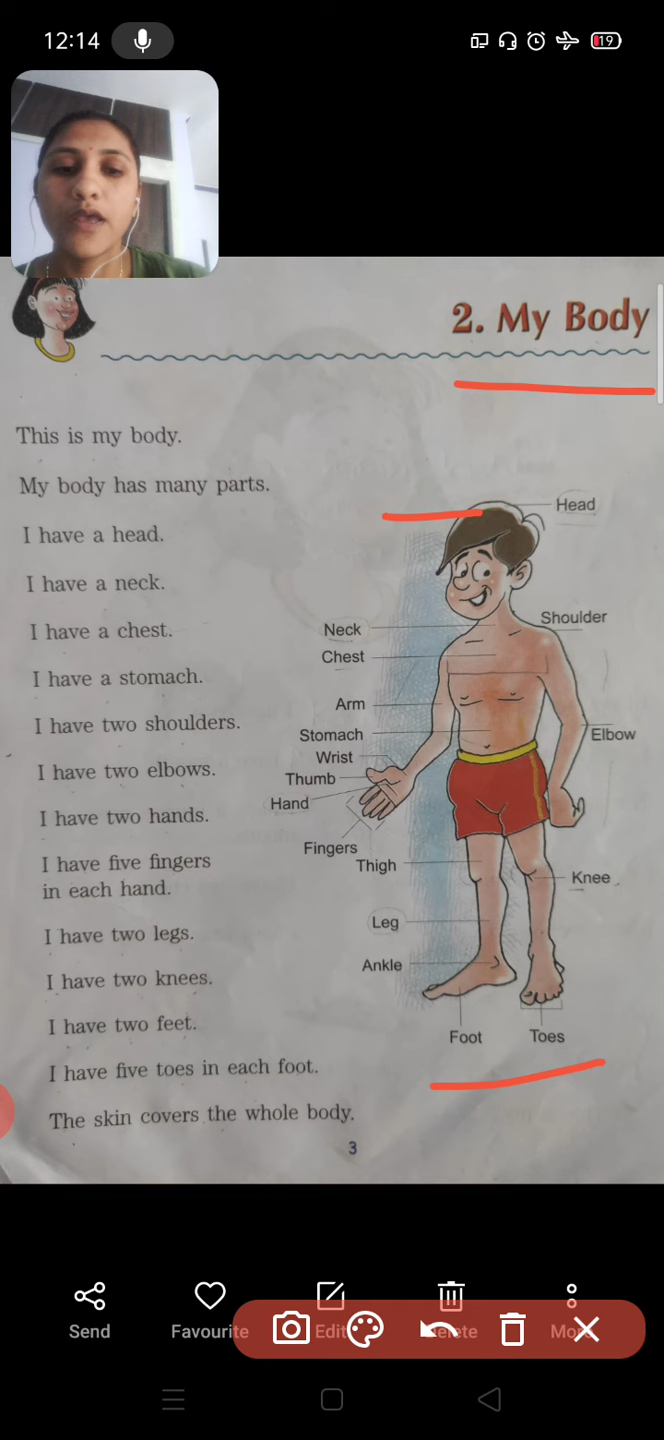 12:14
19
2. My Body
This is my body.
My body has many parts.
I have a head.
I have a neck.
I have a chest.
I have a stomach.
I have two shoulders.
I have two elbows.
I have two hands.
I have five fingers
in each hand.
I have two legs.
I have two knees.
I have two feet.
I have five toes in each foot.
The skin covers the whole body.
Head
Neck
Shoulder
Chest
Arm
Stomach
Elbow
Wrist
Thumb
Hand
Fingers
Thigh
Knee
Leg
Ankle
Foot
Toes
3
Send
Favourite
Edit
Delete
More